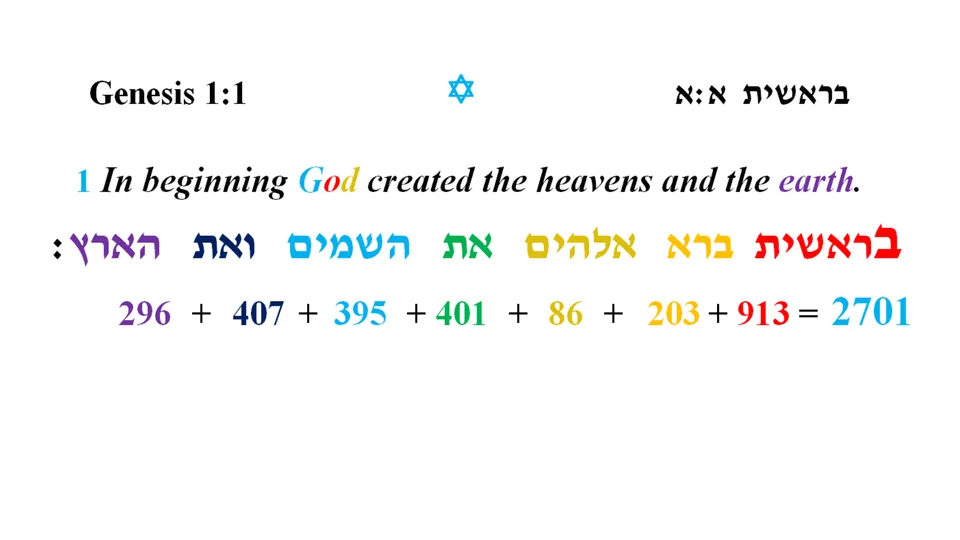 Genesis 1:1 ✡ בראשית א:א
1 In beginning God created the heavens and the earth.
בראשית ברא אלהים את השמים ואת הארץ:
296 + 407 + 395 + 401 + 86 + 203 + 913 = 2701